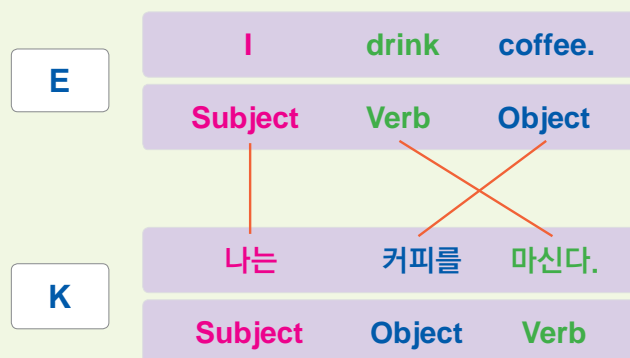 E
I drink coffee.
Subject Verb Object
K
나는 커피를 마신다.
Subject Object Verb